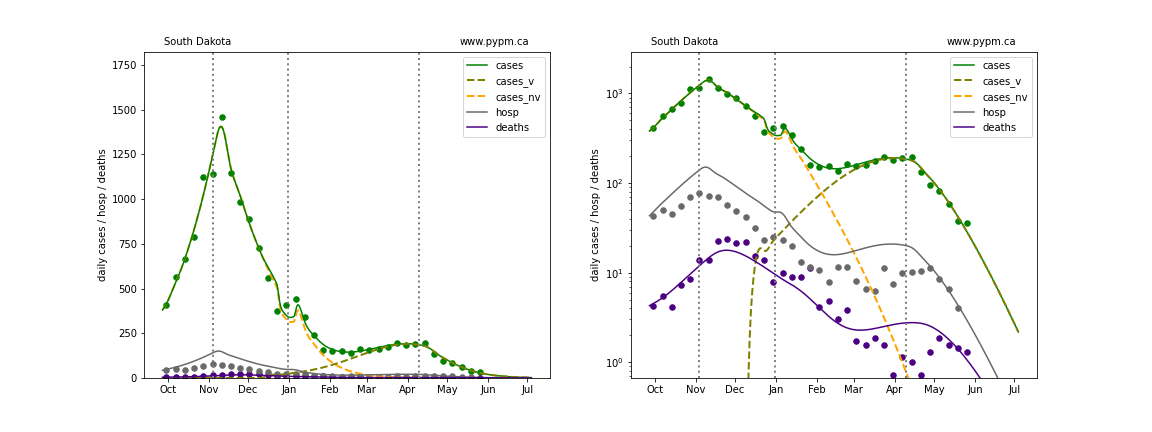 South Dakota
www.pypm.ca
daily cases / hosp / deaths
1750
1500
1250
1000
750
500
250
0
Oct
Nov
Dec
Jan
Feb
Mar
Apr
May
Jun
Jul
cases
cases_v
cases_nv
hosp
deaths
South Dakota
www.pypm.ca
daily cases / hosp / deaths
10³
10²
10¹
10⁰
Oct
Nov
Dec
Jan
Feb
Mar
Apr
May
Jun
Jul
cases
cases_v
cases_nv
hosp
deaths